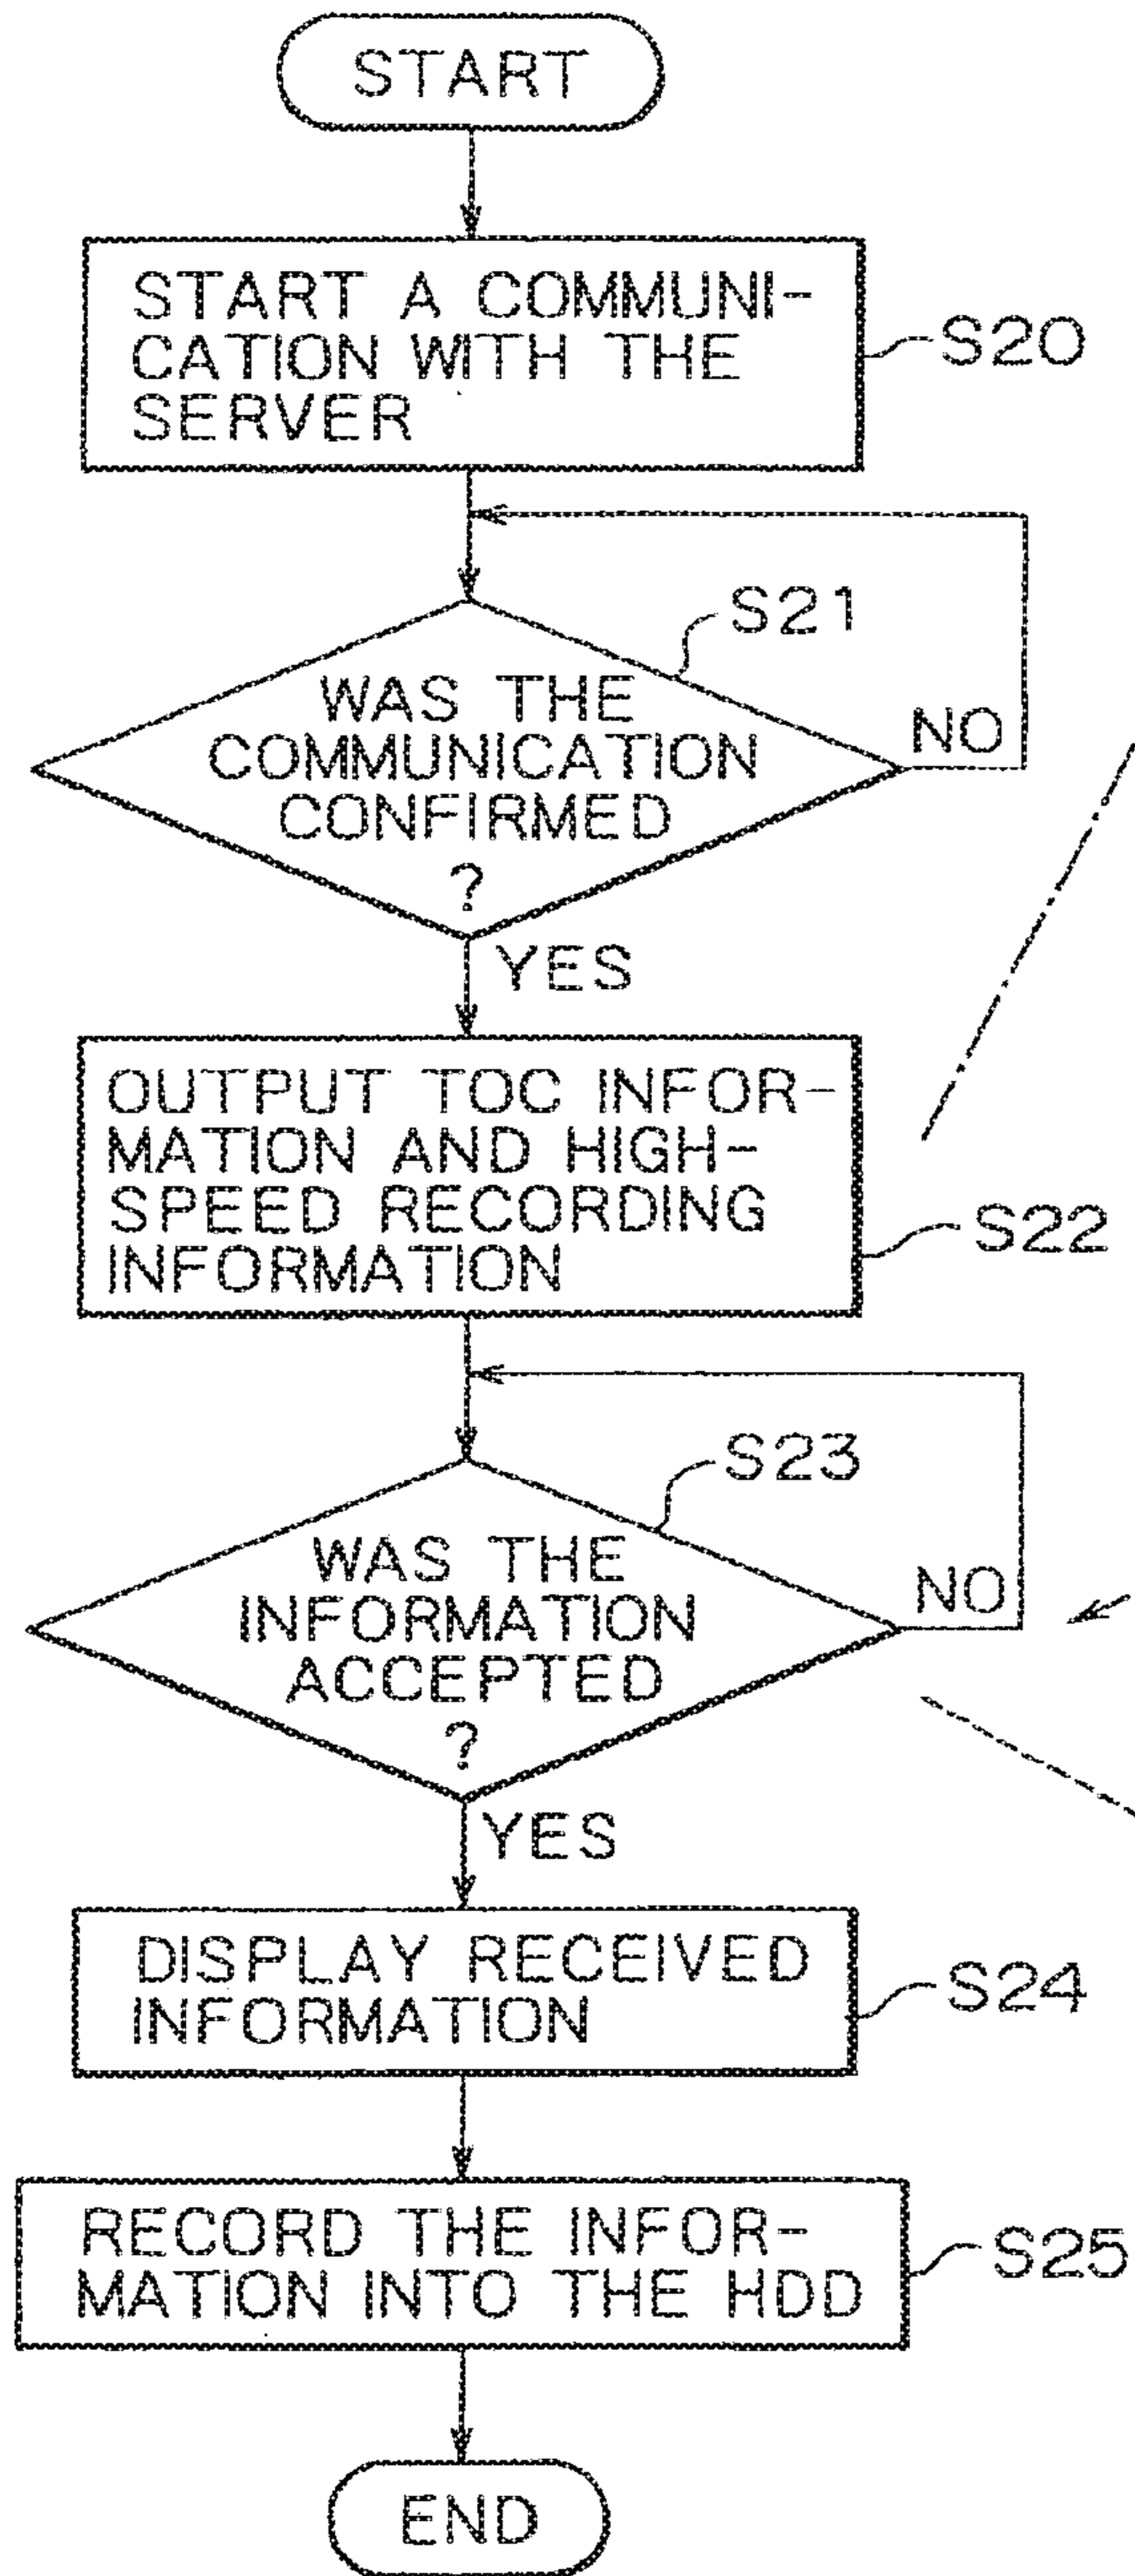 START
START A COMMUNI-
CATION WITH THE
SERVER
S20
S21
WAS THE
COMMUNICATION
CONFIRMED
?
NO
YES
OUTPUT TOC INFOR-
MATION AND HIGH-
SPEED RECORDING
INFORMATION
S22
S23
WAS THE
INFORMATION
ACCEPTED
?
NO
YES
DISPLAY RECEIVED
INFORMATION
S24
RECORD THE INFOR-
MATION INTO THE HDD
S25
END